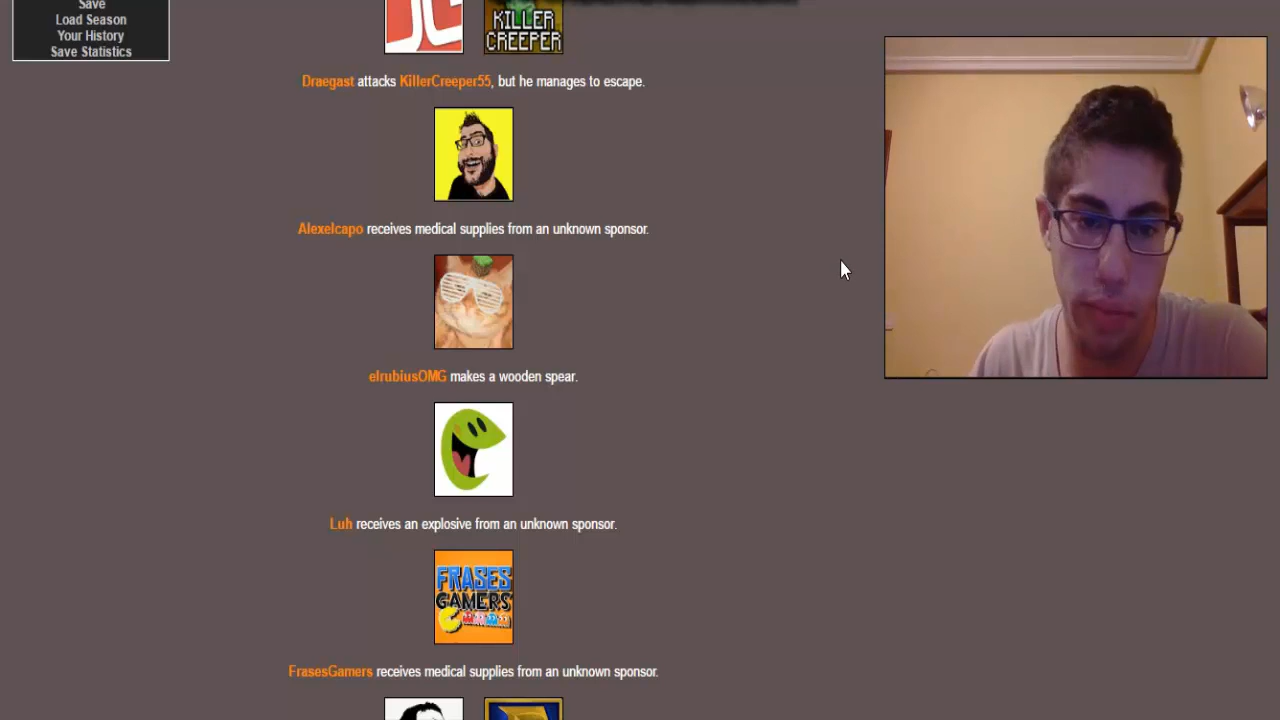 Save
Load Season
Your History
Save Statistics
JC
KILLER
CREEPER
Draegast attacks KillerCreeper55, but he manages to escape.
Alexelcapo receives medical supplies from an unknown sponsor.
elrubiusOMG makes a wooden spear.
Luh receives an explosive from an unknown sponsor.
FRASES
GAMERS
FrasesGamers receives medical supplies from an unknown sponsor.